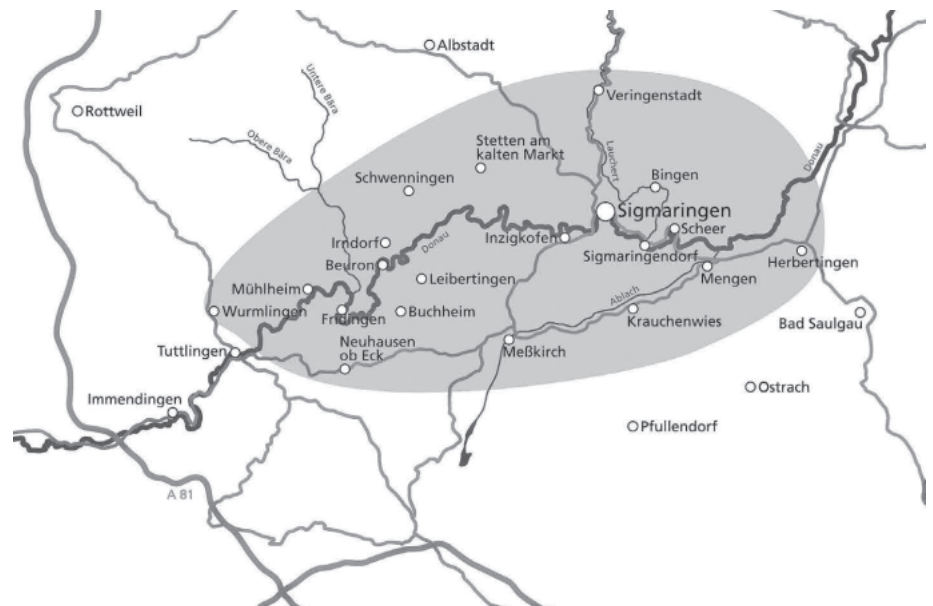 Albstadt
Rottweil
Untere Bära
Obere Bära
Veringenstadt
Stetten am
kalten Markt
Lauchert
Donau
Schwenningen
Bingen
Sigmaringen
Scheer
Irndorf
Donau
Inzigkofen
Sigmaringendorf
Beuron
Herbertingen
Mengen
Leibertingen
Mühlheim
Ablach
Wurmlingen
Fridingen
Buchheim
Krauchenwies
Bad Saulgau
Neuhausen
ob Eck
Tuttlingen
Meßkirch
Immendingen
Ostrach
Pfullendorf
A 81